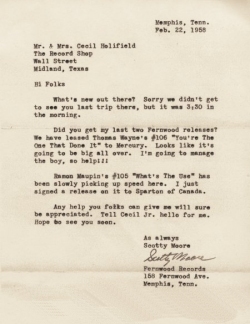 Memphis, Tenn.
Feb. 22, 1958
Mr. & Mrs. Cecil Holifield
The Record Shop
Wall Street
Midland, Texas
Hi Folks
What's new out there? Sorry we didn't get
to see you last trip there, but it was 3;30 in
the morning.
Did you get my last two Fernwood releases?
We have leased Thomas Wayne's #106 "You're The
One That Done It" to Mercury. Looks like it's
going to be big all over. I'm going to manage
the boy, so help!!!
Ramon Maupin's #105 "What's The Use" has
been slowly picking up speed here. I just
signed a release on it to Spartan of Canada.
Any help you folks can give me will sure
be appreciated. Tell Cecil Jr. hello for me.
Hope to see you soon.
As always
Scotty Moore
Scotty Moore
Fernwood Records
158 Fernwood Ave.
Memphis, Tenn.